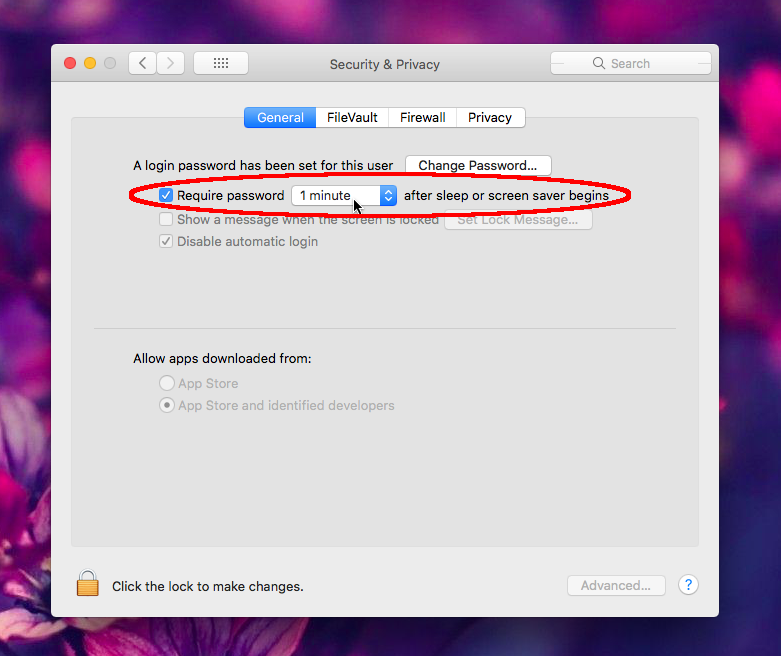 Security & Privacy
Search
General FileVault Firewall Privacy
A login password has been set for this user Change Password...
Require password 1 minute after sleep or screen saver begins
Show a message when the screen is locked Set Lock Message...
Disable automatic login
Allow apps downloaded from:
App Store
App Store and identified developers
Click the lock to make changes.
Advanced... ?